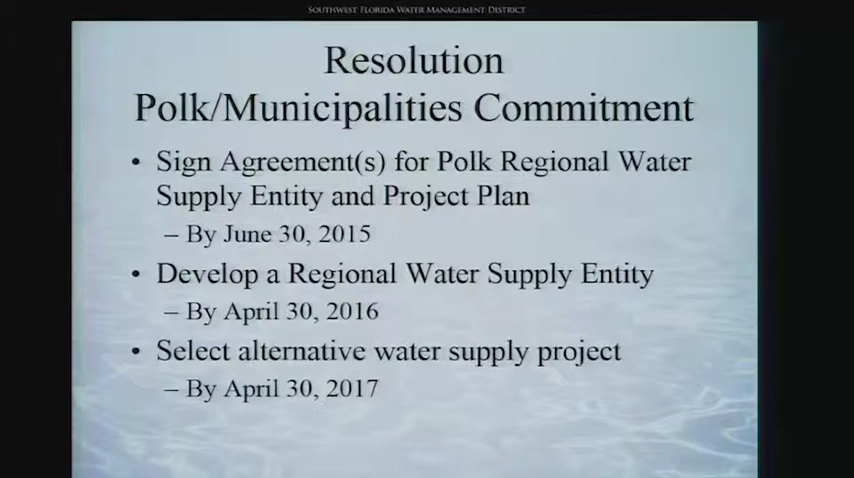 SOUTHWEST FLORIDA WATER MANAGEMENT DISTRICT
Resolution
Polk/Municipalities Commitment
• Sign Agreement(s) for Polk Regional Water
Supply Entity and Project Plan
– By June 30, 2015
• Develop a Regional Water Supply Entity
– By April 30, 2016
• Select alternative water supply project
– By April 30, 2017